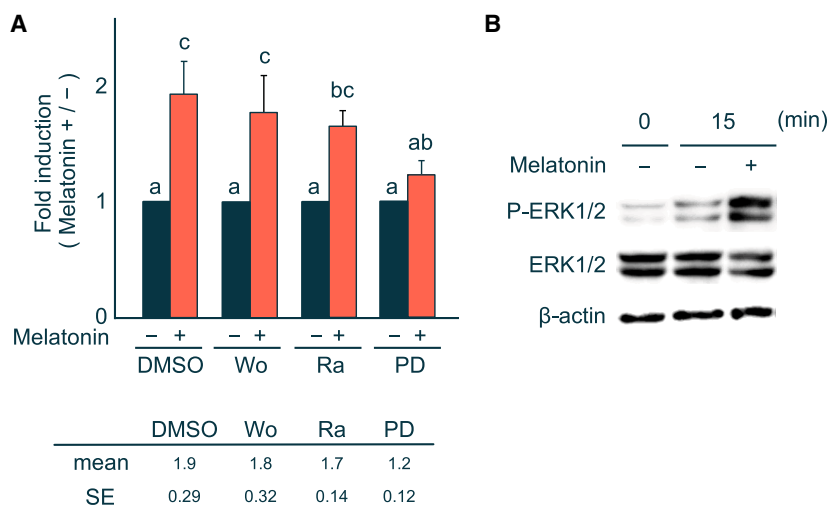 A
Fold induction
( Melatonin + / − )
2
1
0
c
c
bc
ab
a
a
a
a
Melatonin − + − + − + − +
DMSO Wo Ra PD
DMSO Wo Ra PD
mean 1.9 1.8 1.7 1.2
SE 0.29 0.32 0.14 0.12
B
0 15 (min)
Melatonin − − +
P-ERK1/2
ERK1/2
β-actin